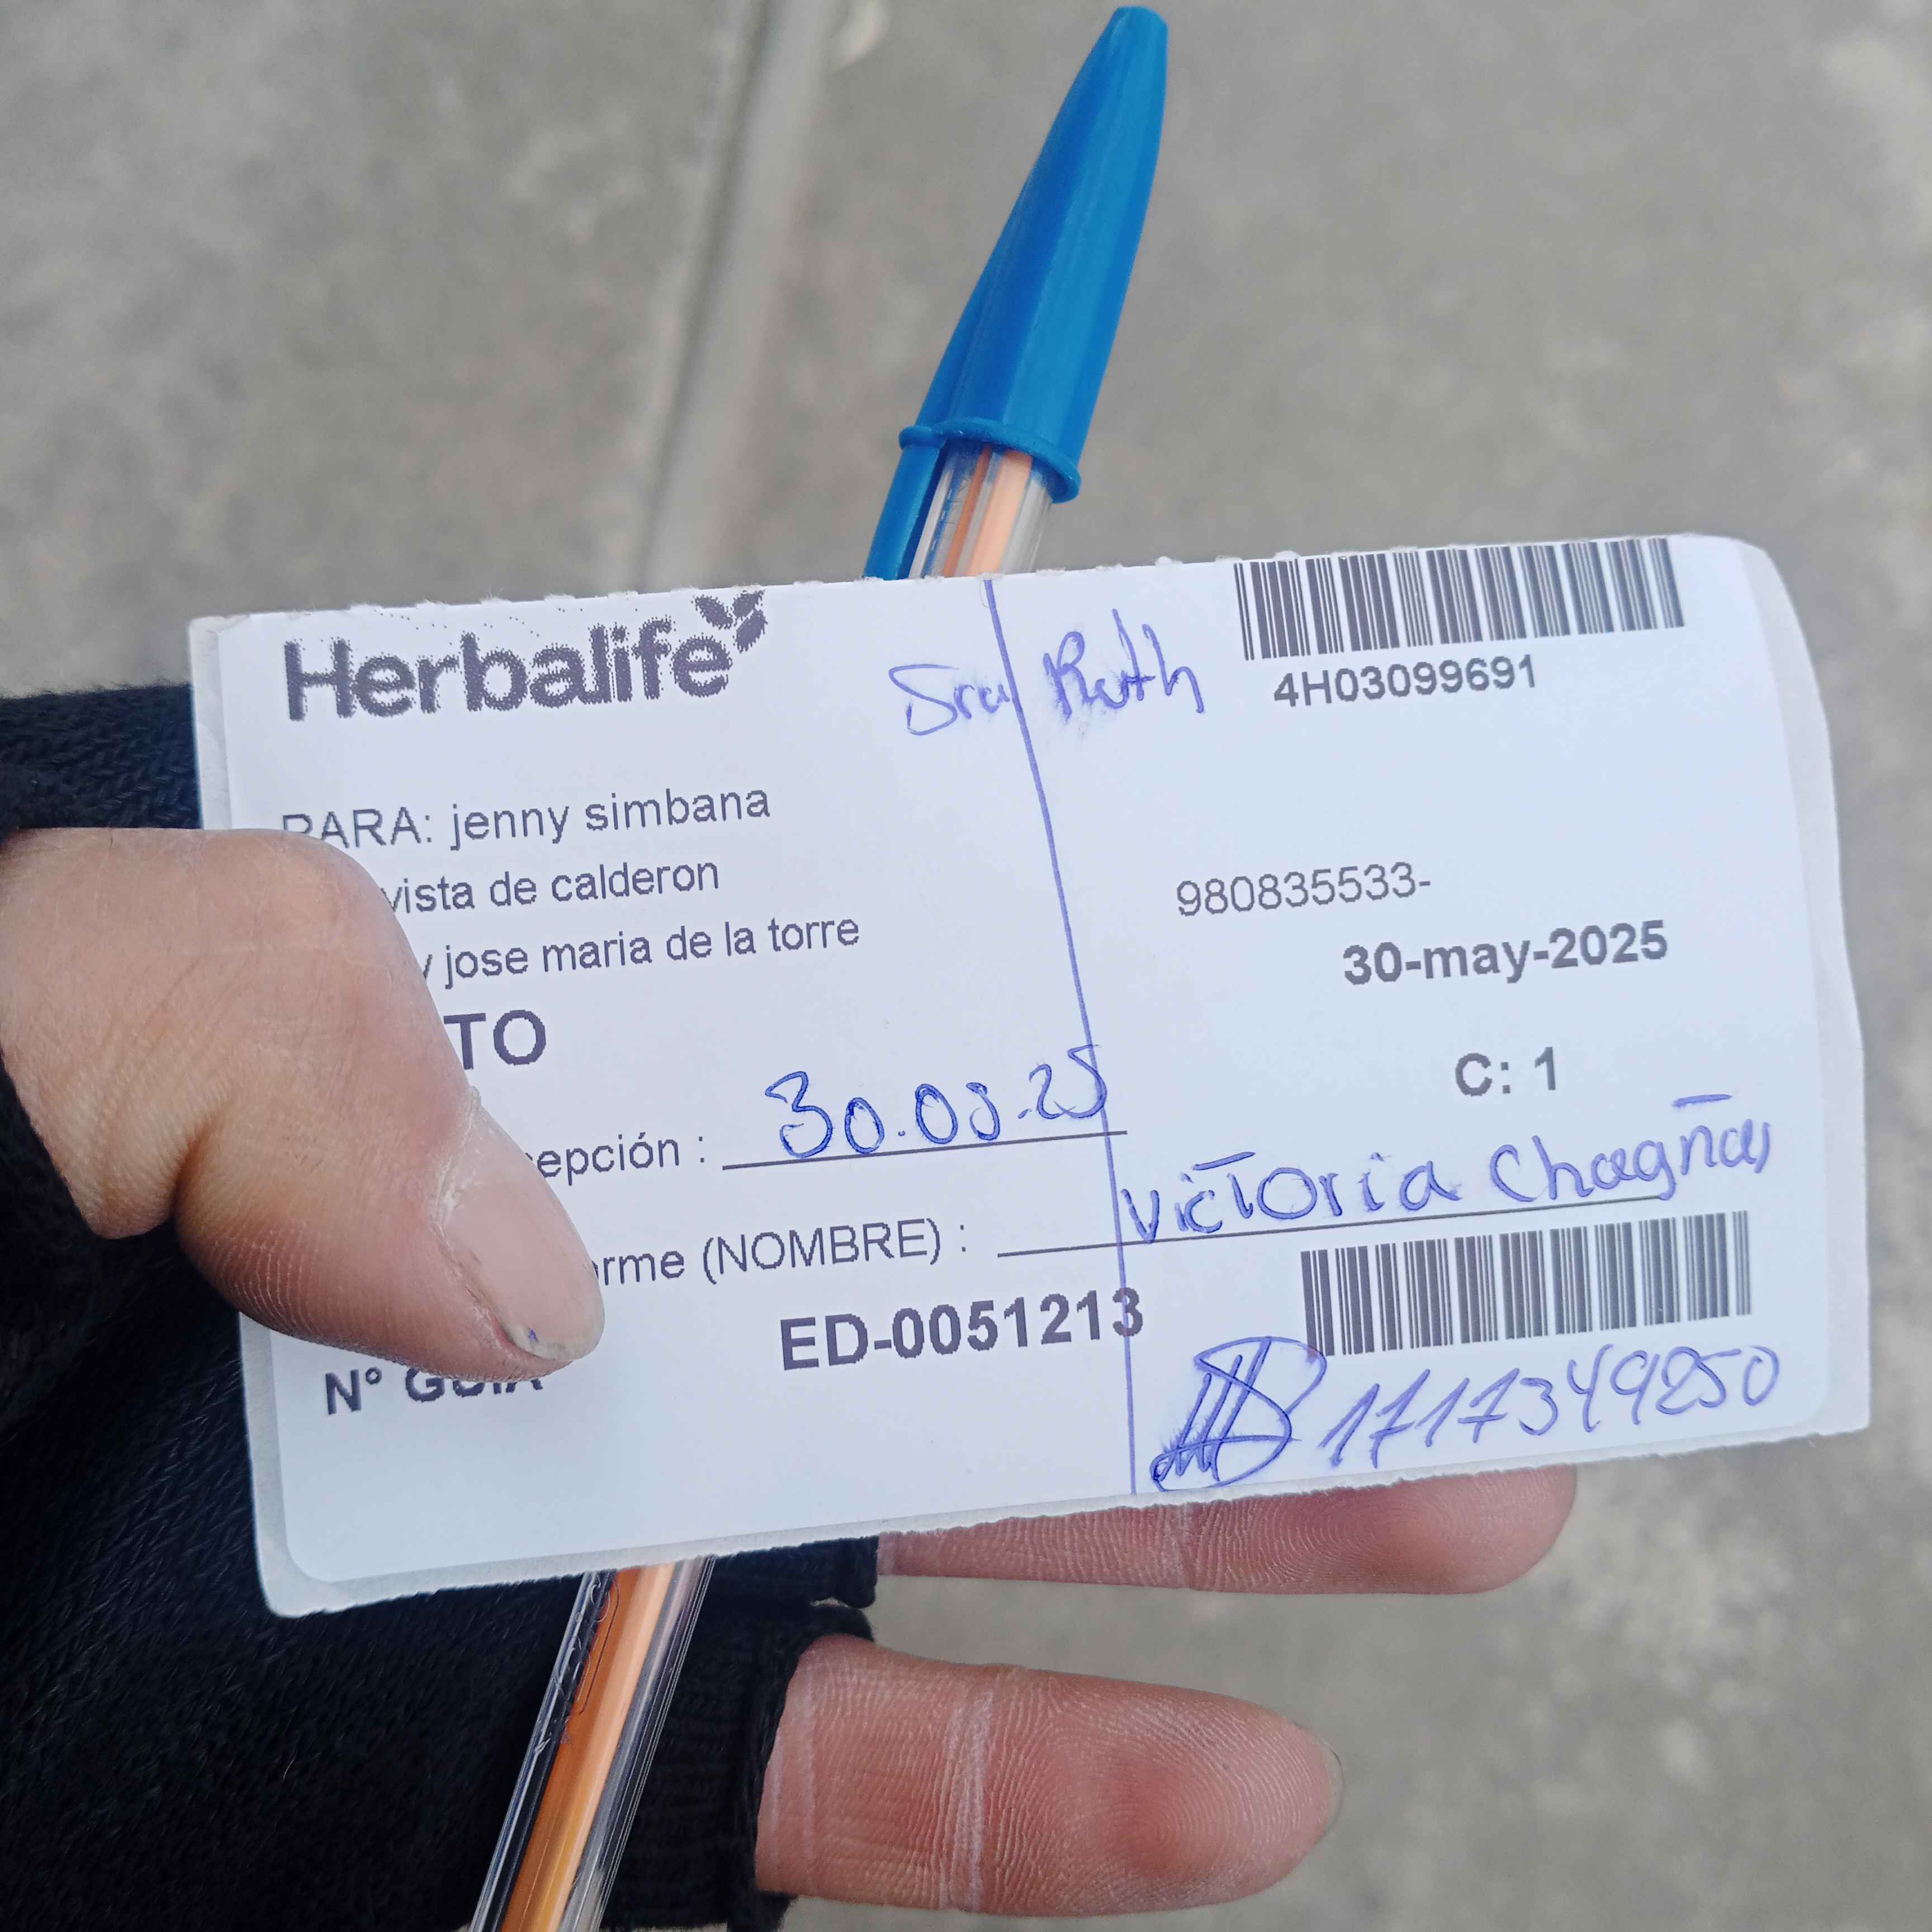 Herbalife
Sra Ruth
4H03099691
PARA: jenny simbana
vista de calderon
980835533-
y jose maria de la torre
30-may-2025
TO
C: 1
epción : 30.05.25
rme (NOMBRE) : Victoria Chagña
ED-0051213
N° GUIA
1717349250